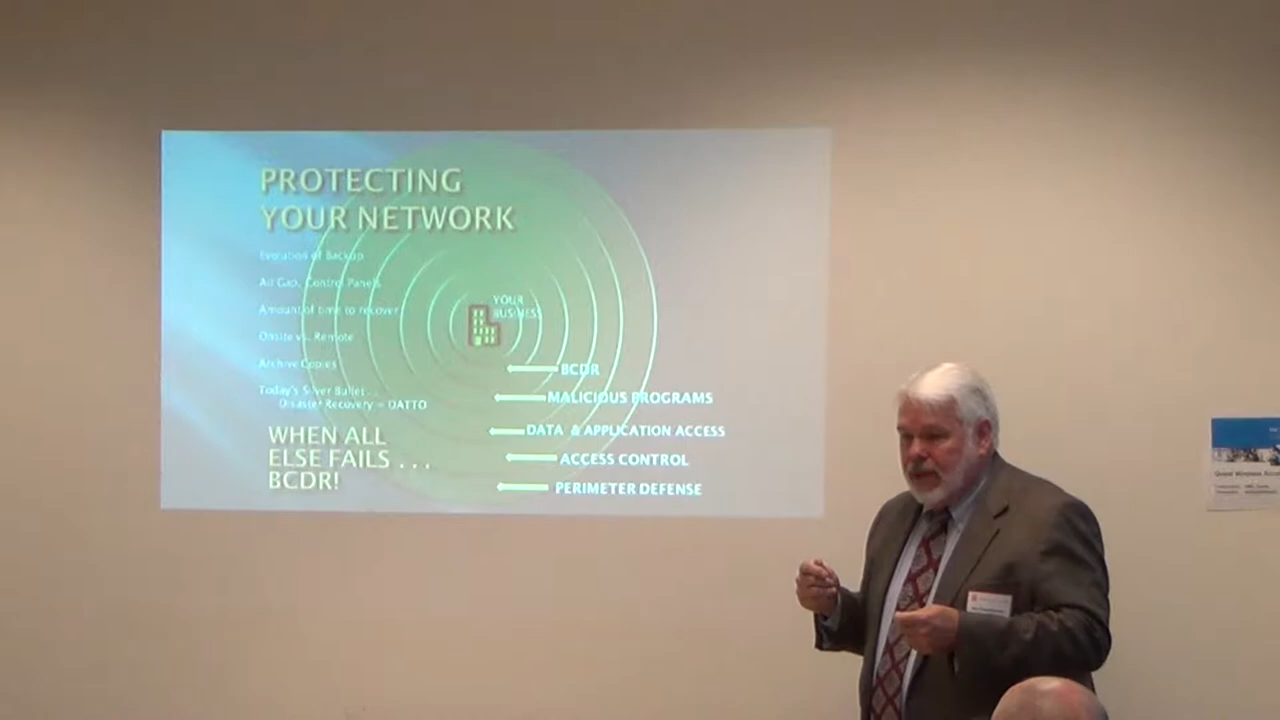 PROTECTING
YOUR NETWORK
Evolution of Backup
Air Gap, Control Panels
Amount of time to recover
Onsite vs. Remote
Archive Copies
Today's Silver Bullet . . .
Disaster Recovery – DATTO
WHEN ALL
ELSE FAILS . . .
BCDR!
YOUR
BUSINESS
BCDR
MALICIOUS PROGRAMS
DATA & APPLICATION ACCESS
ACCESS CONTROL
PERIMETER DEFENSE
Guest Wireless